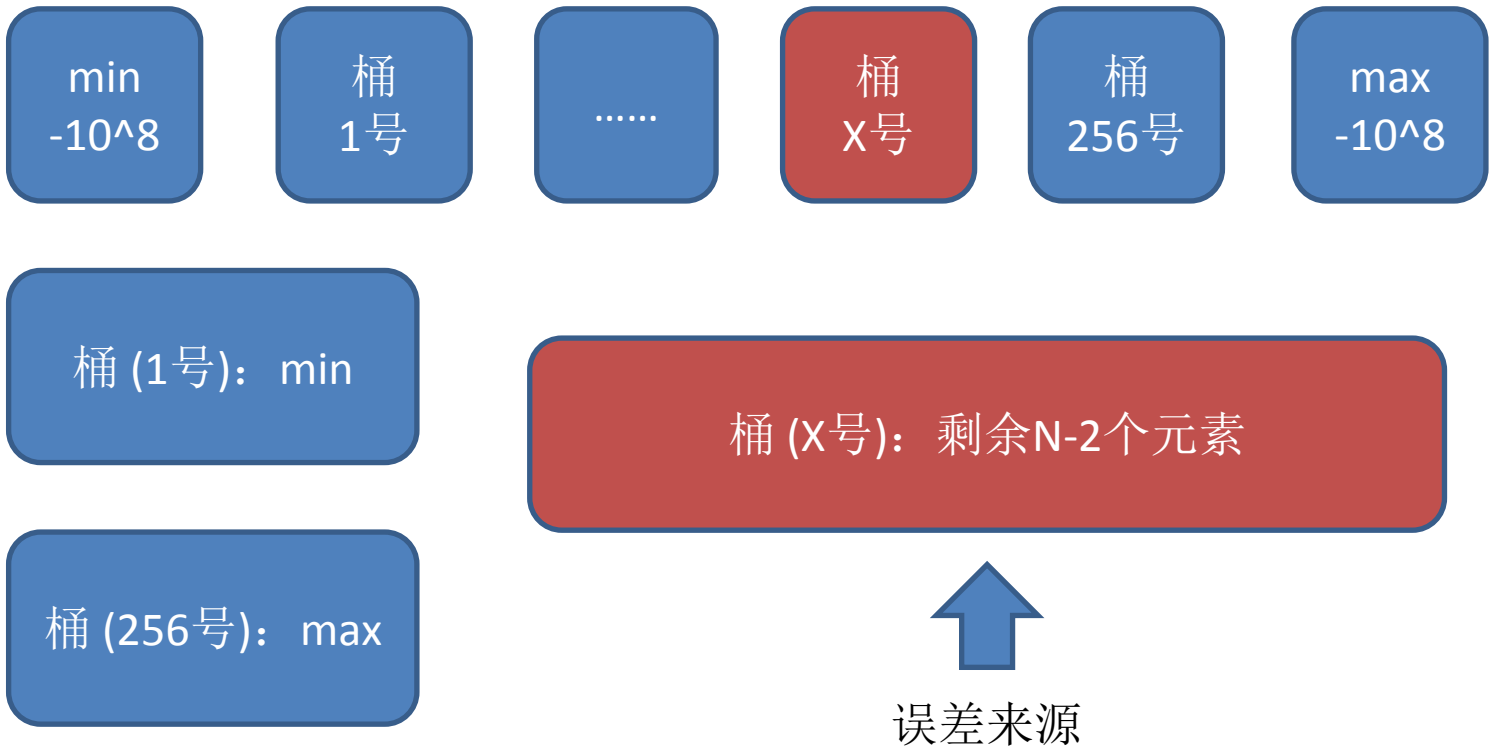 min
-10^8
桶
1号
……
桶
X号
桶
256号
max
-10^8
桶 (1号)：min
桶 (X号)：剩余N-2个元素
桶 (256号)：max
误差来源